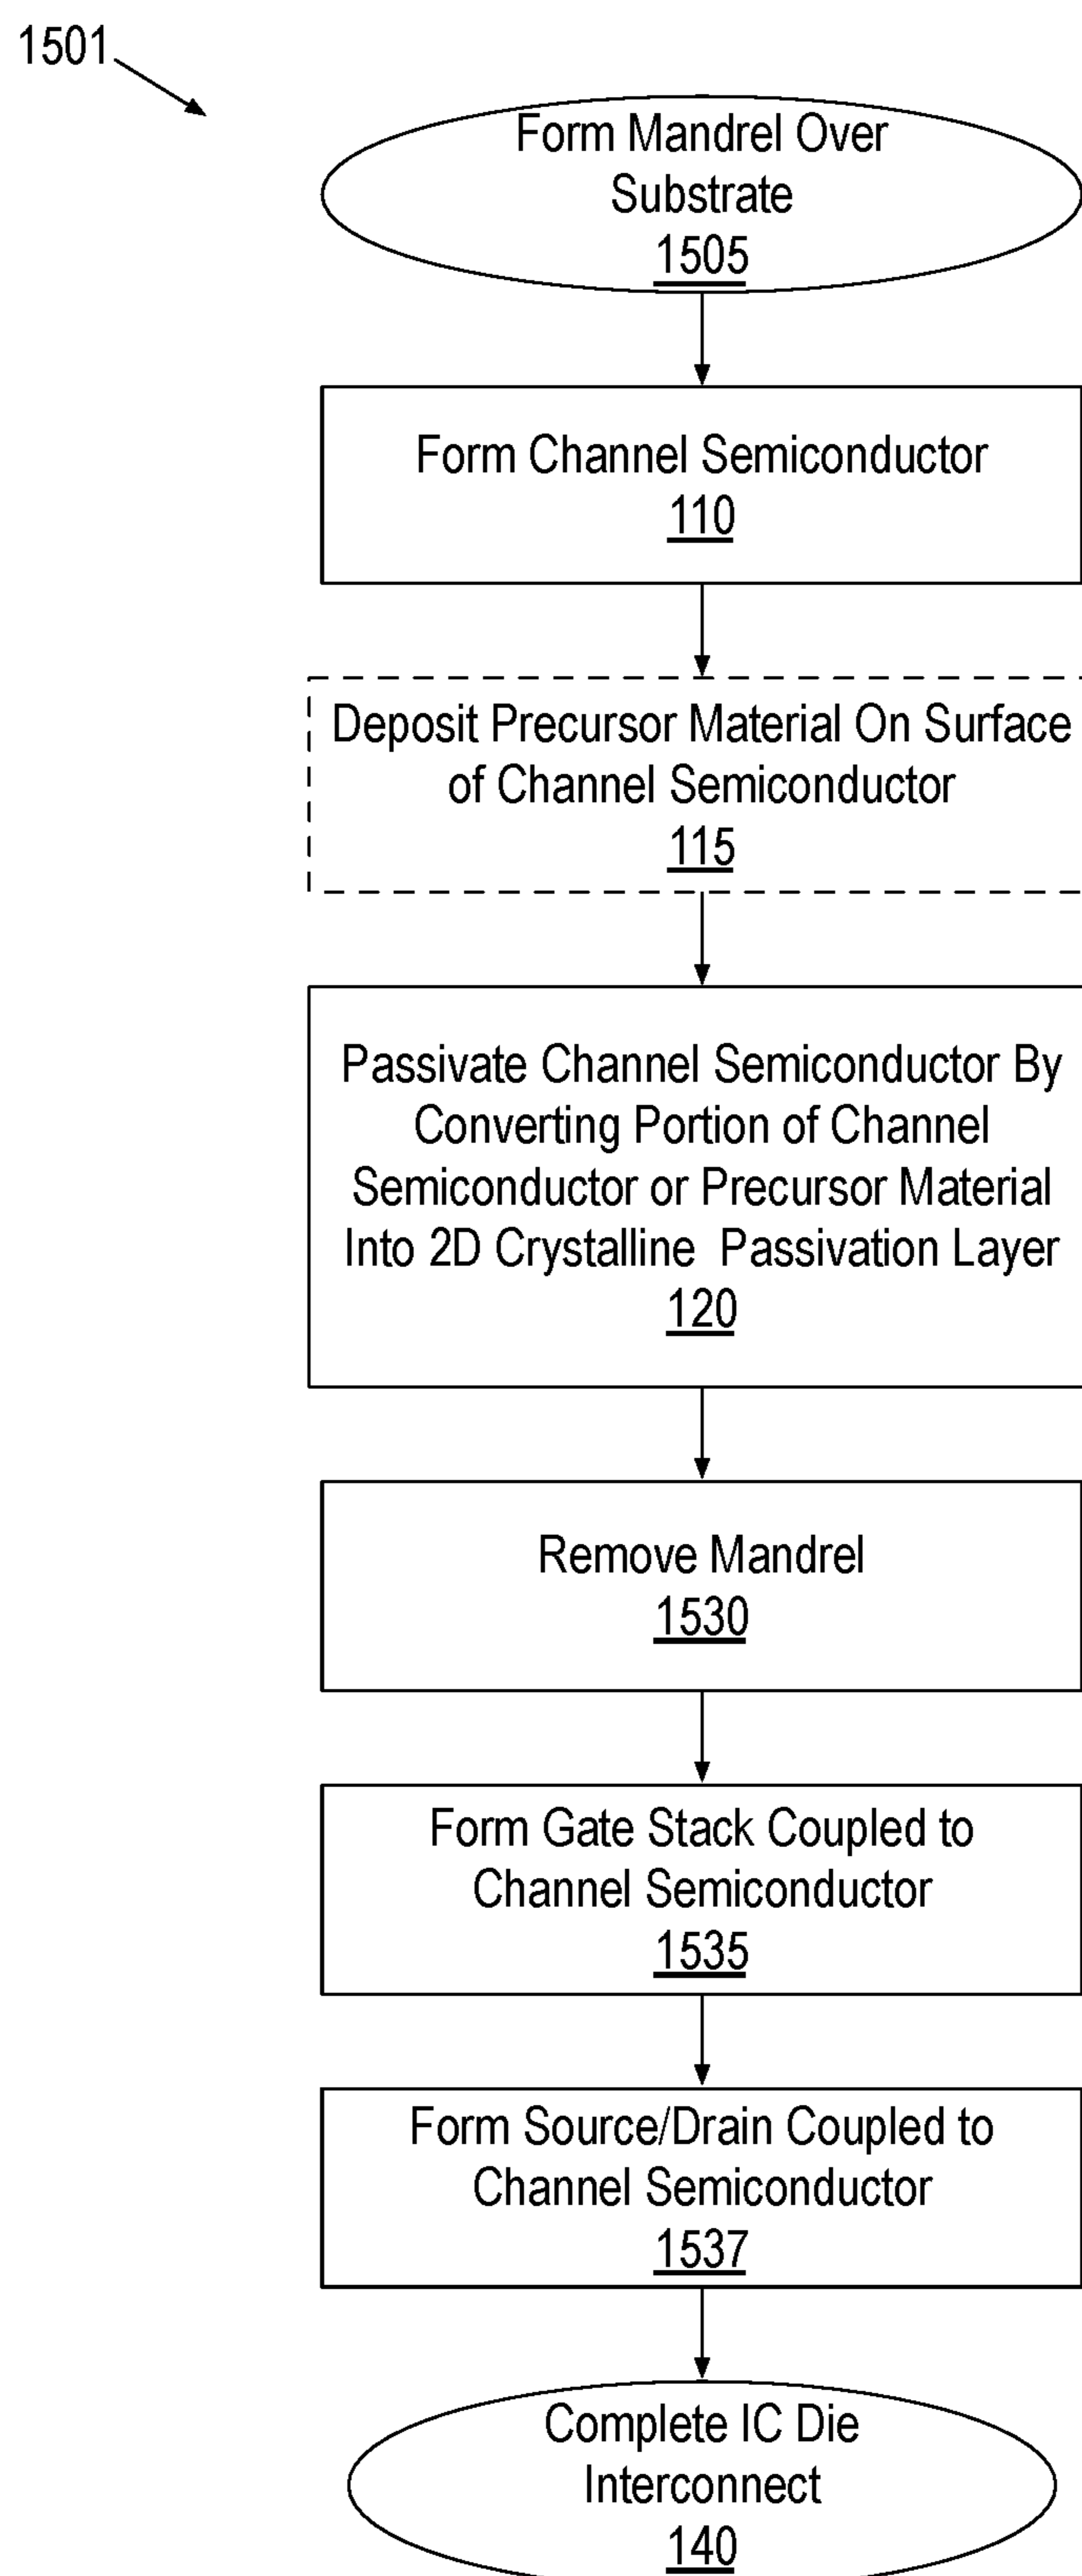 1501
Form Mandrel Over
Substrate
1505
Form Channel Semiconductor
110
Deposit Precursor Material On Surface
of Channel Semiconductor
115
Passivate Channel Semiconductor By
Converting Portion of Channel
Semiconductor or Precursor Material
Into 2D Crystalline Passivation Layer
120
Remove Mandrel
1530
Form Gate Stack Coupled to
Channel Semiconductor
1535
Form Source/Drain Coupled to
Channel Semiconductor
1537
Complete IC Die
Interconnect
140